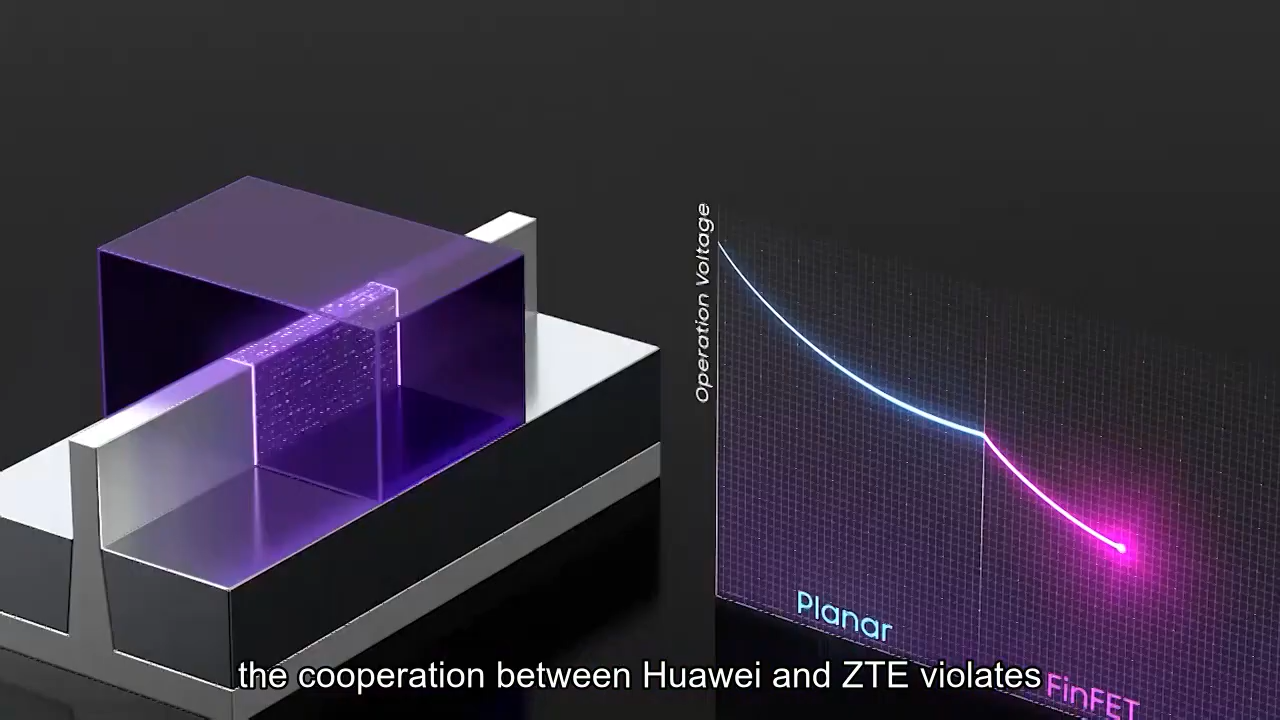 Operation Voltage
Planar
FinFET
the cooperation between Huawei and ZTE violates